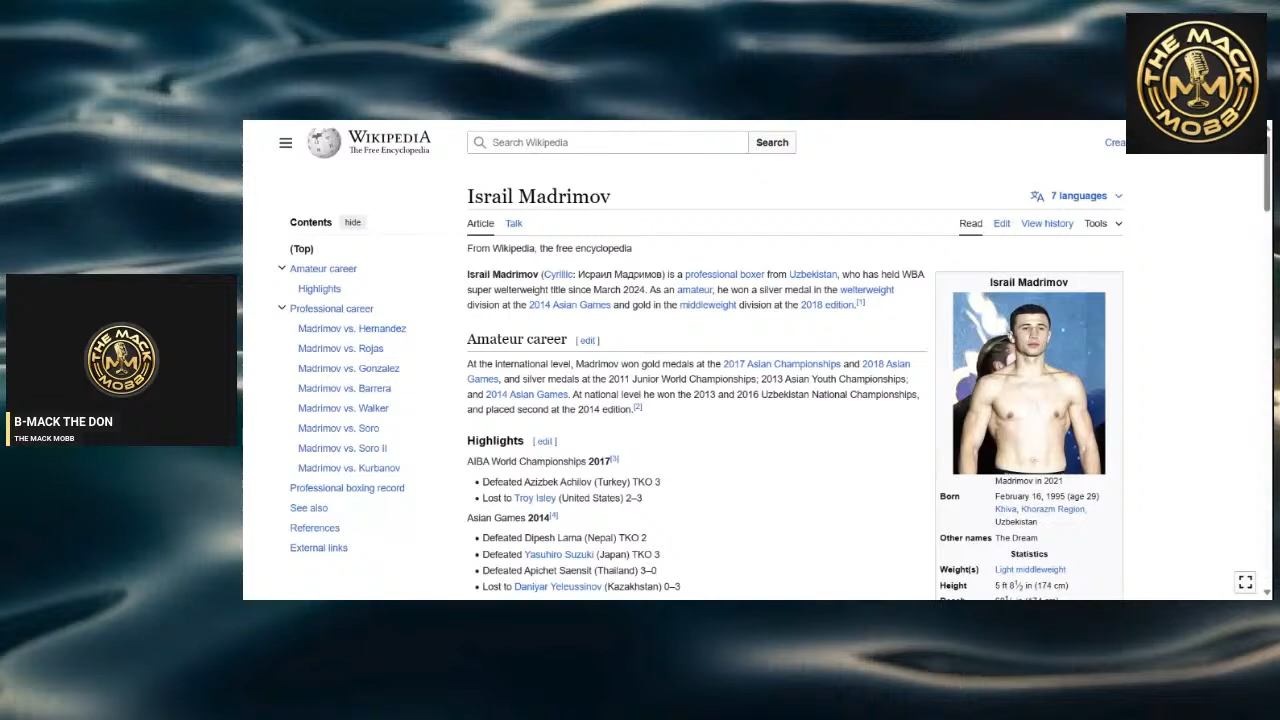 THE MACK
MM
MOBB
WIKIPEDIA
The Free Encyclopedia
Search Wikipedia
Search
Crea
Israil Madrimov
7 languages
Contents
hide
Article
Talk
Read
Edit
View history
Tools
(Top)
From Wikipedia, the free encyclopedia
Amateur career
Highlights
Professional career
Madrimov vs. Hernandez
Madrimov vs. Rojas
Madrimov vs. Gonzalez
Madrimov vs. Barrera
Madrimov vs. Walker
Madrimov vs. Soro
Madrimov vs. Soro II
Madrimov vs. Kurbanov
Professional boxing record
See also
References
External links
Israil Madrimov (Cyrillic: Исраил Мадримов) is a professional boxer from Uzbekistan, who has held WBA
super welterweight title since March 2024. As an amateur, he won a silver medal in the welterweight
division at the 2014 Asian Games and gold in the middleweight division at the 2018 edition.[1]
Amateur career [ edit ]
At the International level, Madrimov won gold medals at the 2017 Asian Championships and 2018 Asian
Games, and silver medals at the 2011 Junior World Championships; 2013 Asian Youth Championships;
and 2014 Asian Games. At national level he won the 2013 and 2016 Uzbekistan National Championships,
and placed second at the 2014 edition.[2]
Highlights [ edit ]
AIBA World Championships 2017[3]
• Defeated Azizbek Achilov (Turkey) TKO 3
• Lost to Troy Isley (United States) 2–3
Asian Games 2014[4]
• Defeated Dipesh Lama (Nepal) TKO 2
• Defeated Yasuhiro Suzuki (Japan) TKO 3
• Defeated Apichet Saensit (Thailand) 3–0
• Lost to Daniyar Yeleussinov (Kazakhstan) 0–3
Israil Madrimov
Madrimov in 2021
Born February 16, 1995 (age 29)
Khiva, Khorazm Region,
Uzbekistan
Other names The Dream
Statistics
Weight(s) Light middleweight
Height 5 ft 8 1⁄2 in (174 cm)
THE MACK
MOBB
B-MACK THE DON
THE MACK MOBB